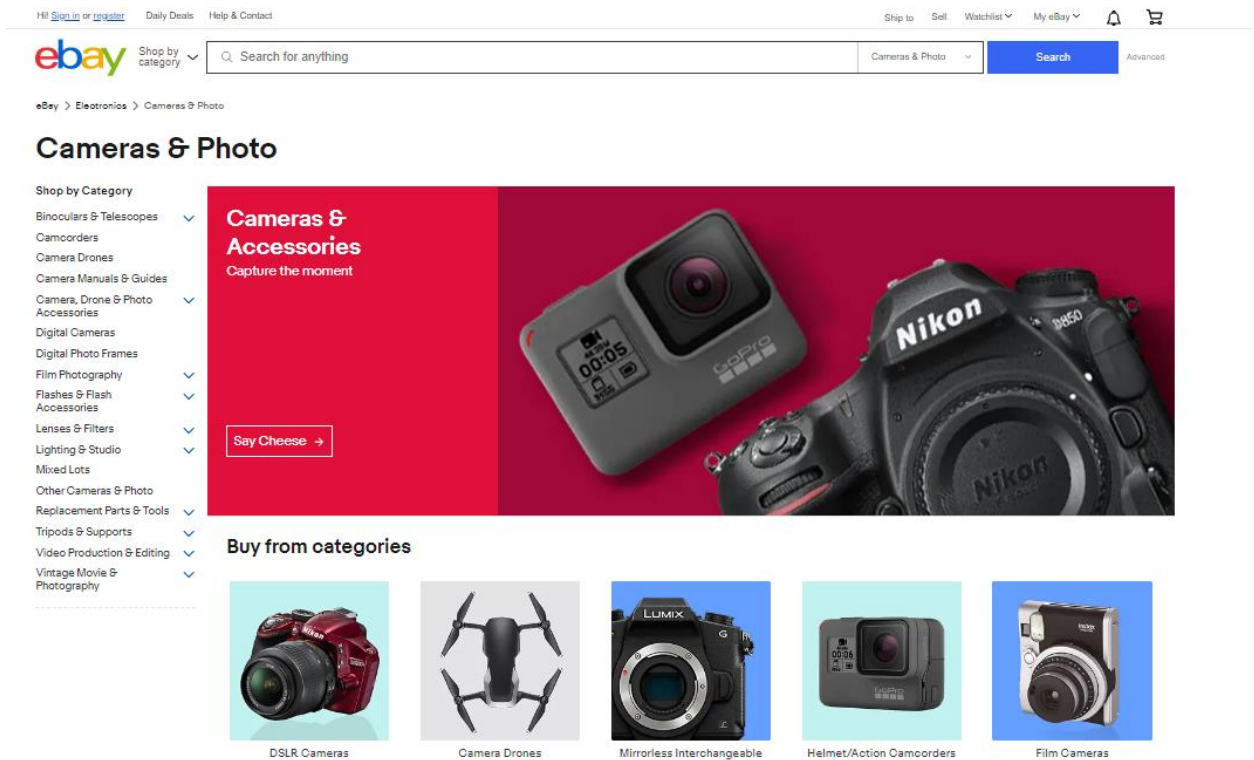 Hi! Sign in or register Daily Deals Help & Contact
Ship to Sell Watchlist My eBay
ebay
Shop by
category
Search for anything
Cameras & Photo
Search
Advanced
eBay > Electronics > Cameras & Photo
Cameras & Photo
Shop by Category
Binoculars & Telescopes
Camcorders
Camera Drones
Camera Manuals & Guides
Camera, Drone & Photo
Accessories
Digital Cameras
Digital Photo Frames
Film Photography
Flashes & Flash
Accessories
Lenses & Filters
Lighting & Studio
Mixed Lots
Other Cameras & Photo
Replacement Parts & Tools
Tripods & Supports
Video Production & Editing
Vintage Movie &
Photography
Cameras &
Accessories
Capture the moment
Say Cheese →
00:05
GoPro
Nikon
D850
Nikon
Buy from categories
Nikon
LUMIX
G
00:06
GoPro
instax
DSLR Cameras
Camera Drones
Mirrorless Interchangeable
Helmet/Action Camcorders
Film Cameras